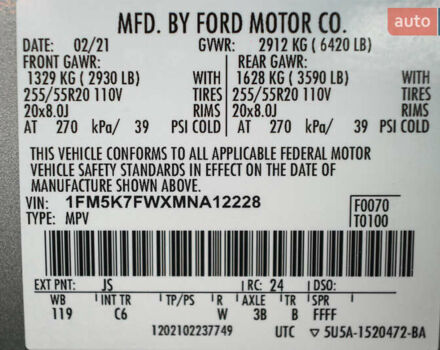 MFD. BY FORD MOTOR CO.
auto
DATE: 02/21 GVWR: 2912 KG ( 6420 LB)
FRONT GAWR: REAR GAWR:
1329 KG ( 2930 LB) WITH 1628 KG ( 3590 LB) WITH
255/55R20 110V TIRES 255/55R20 110V TIRES
20x8.0J RIMS 20x8.0J RIMS
AT 270 kPa/ 39 PSI COLD AT 270 kPa/ 39 PSI COLD
THIS VEHICLE CONFORMS TO ALL APPLICABLE FEDERAL MOTOR
VEHICLE SAFETY STANDARDS IN EFFECT ON THE DATE OF
MANUFACTURE SHOWN ABOVE.
VIN: 1FM5K7FWXMNA12228 F0070
TYPE: MPV T0100
EXT PNT: JS RC: 24 DSO:
WB INT TR TP/PS R AXLE TR SPR
119 C6 W 3B B FFFF
1202102237749 UTC 5U5A-1520472-BA